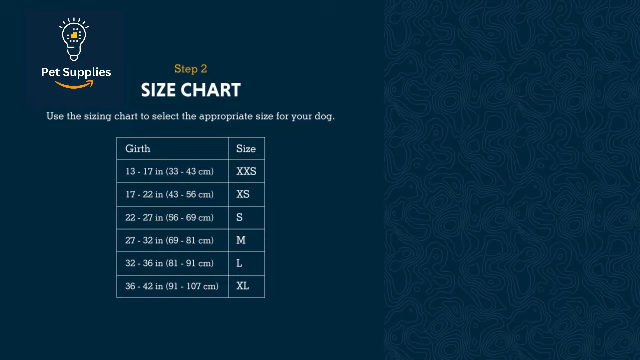 Pet Supplies
Step 2
SIZE CHART
Use the sizing chart to select the appropriate size for your dog.
Girth Size
13 - 17 in (33 - 43 cm) XXS
17 - 22 in (43 - 56 cm) XS
22 - 27 in (56 - 69 cm) S
27 - 32 in (69 - 81 cm) M
32 - 36 in (81 - 91 cm) L
36 - 42 in (91 - 107 cm) XL